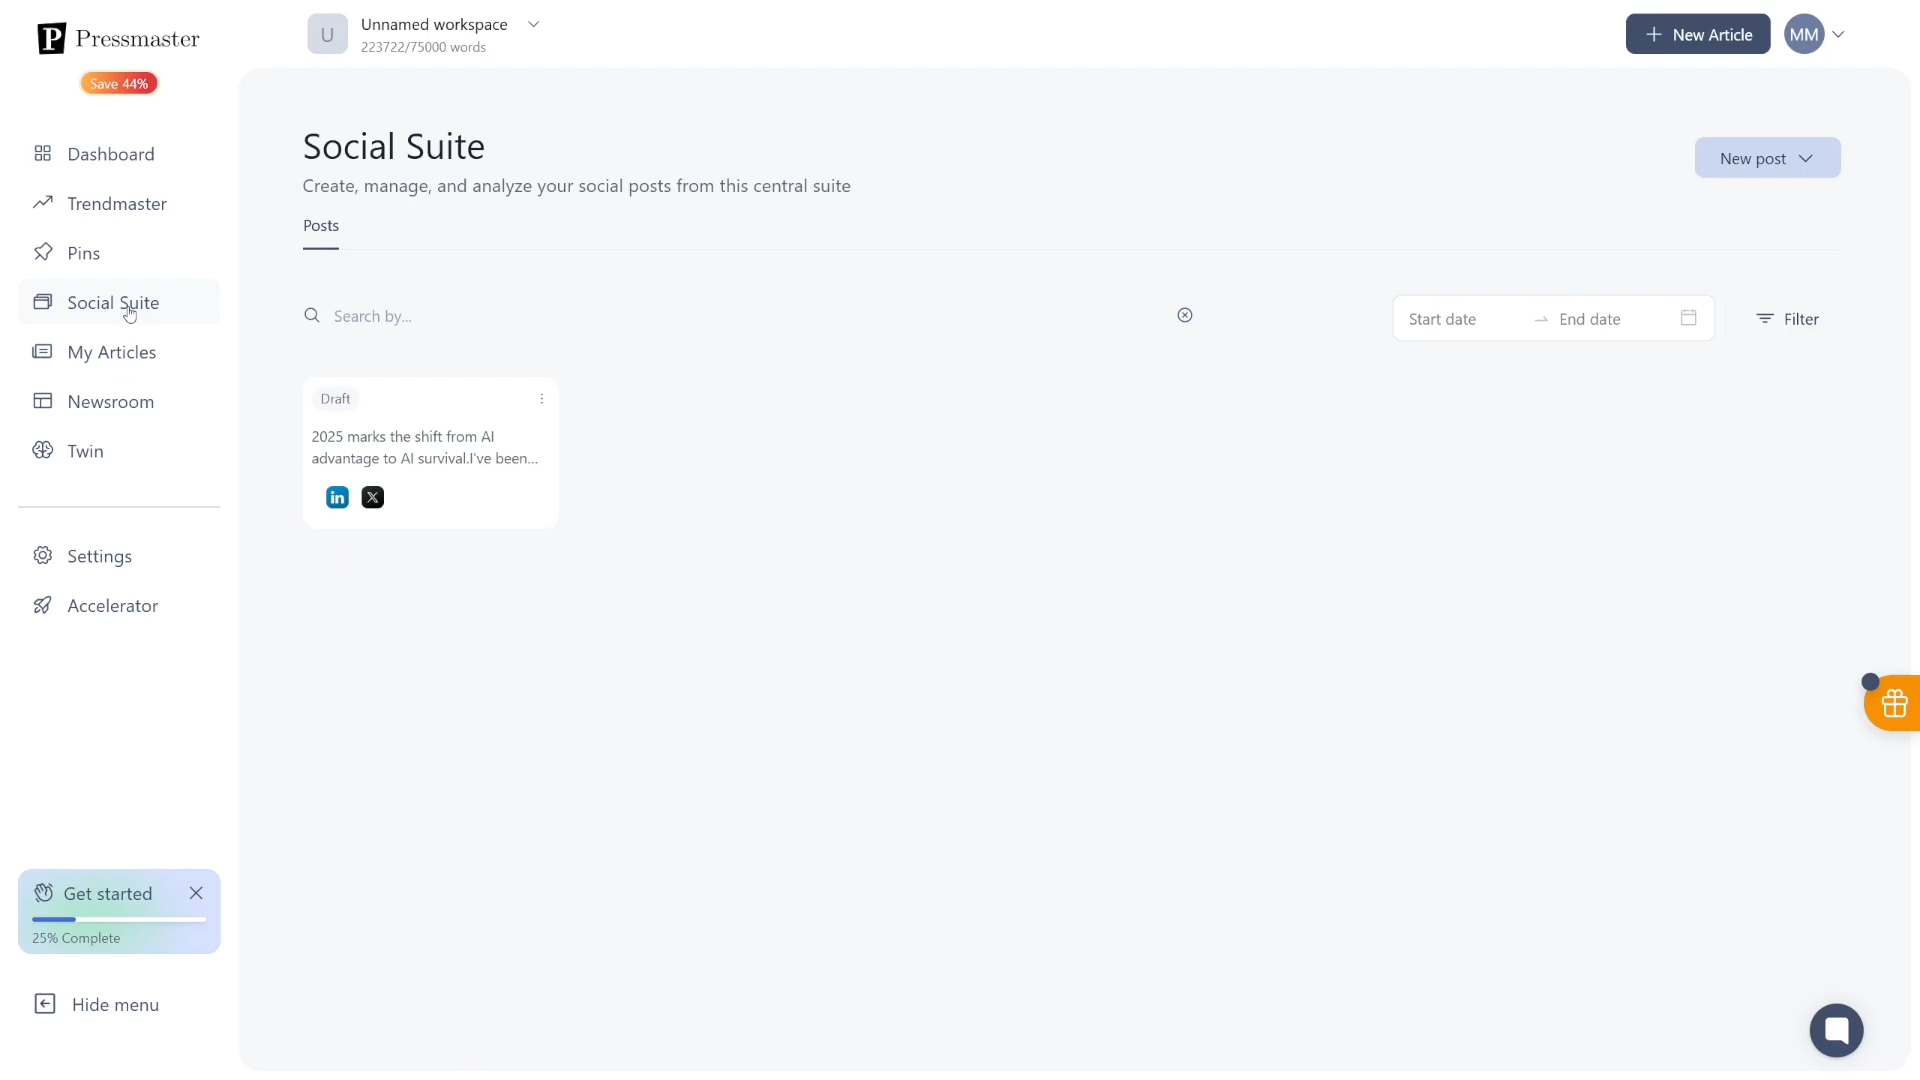 Pressmaster
Save 44%
U
Unnamed workspace
223722/75000 words
New Article
MM
Dashboard
Trendmaster
Pins
Social Suite
My Articles
Newsroom
Twin
Settings
Accelerator
Get started
25% Complete
Hide menu
Social Suite
Create, manage, and analyze your social posts from this central suite
New post
Posts
Search by...
Start date
End date
Filter
Draft
2025 marks the shift from AI
advantage to AI survival.I've been...
in X